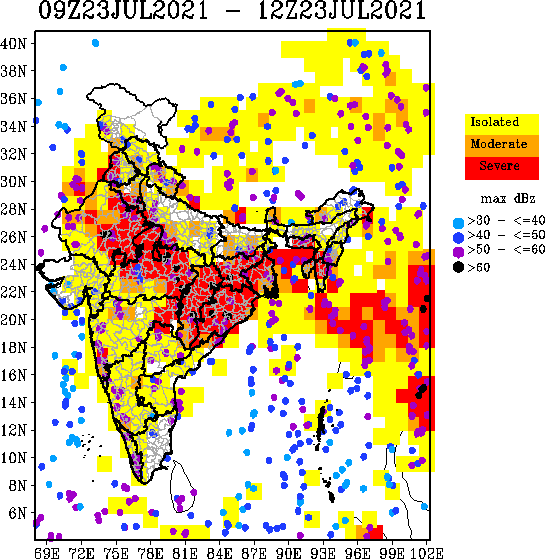 09Z23JUL2021 - 12Z23JUL2021
40N
38N
36N
34N
32N
30N
28N
26N
24N
22N
20N
18N
16N
14N
12N
10N
8N
6N
69E 72E 75E 78E 81E 84E 87E 90E 93E 96E 99E 102E
Isolated
Moderate
Severe
max dBz
>30 - <=40
>40 - <=50
>50 - <=60
>60